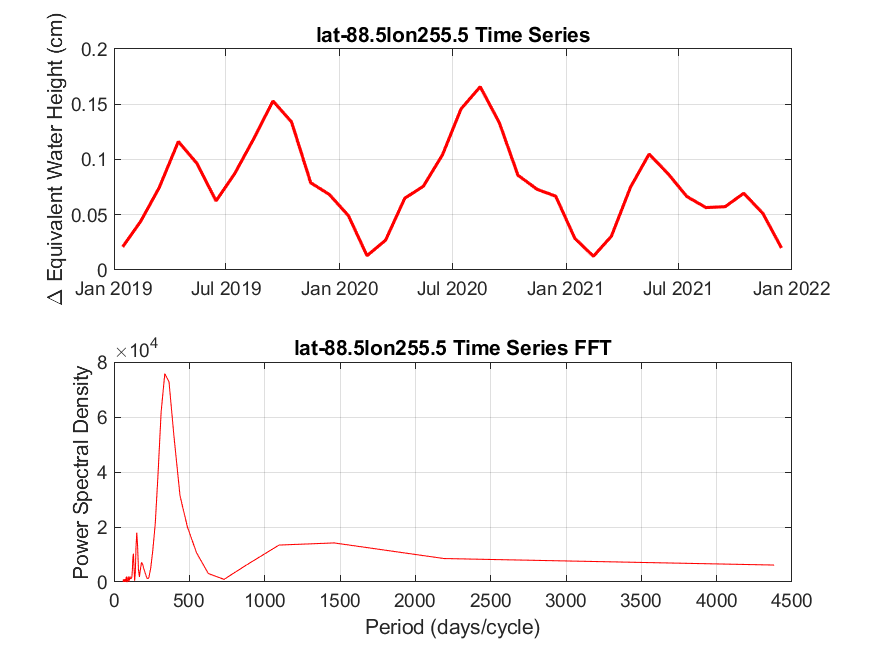 lat-88.5lon255.5 Time Series
Δ Equivalent Water Height (cm)
0.2
0.15
0.1
0.05
0
Jan 2019 Jul 2019 Jan 2020 Jul 2020 Jan 2021 Jul 2021 Jan 2022
lat-88.5lon255.5 Time Series FFT
×10⁴
Power Spectral Density
8
6
4
2
0
0 500 1000 1500 2000 2500 3000 3500 4000 4500
Period (days/cycle)